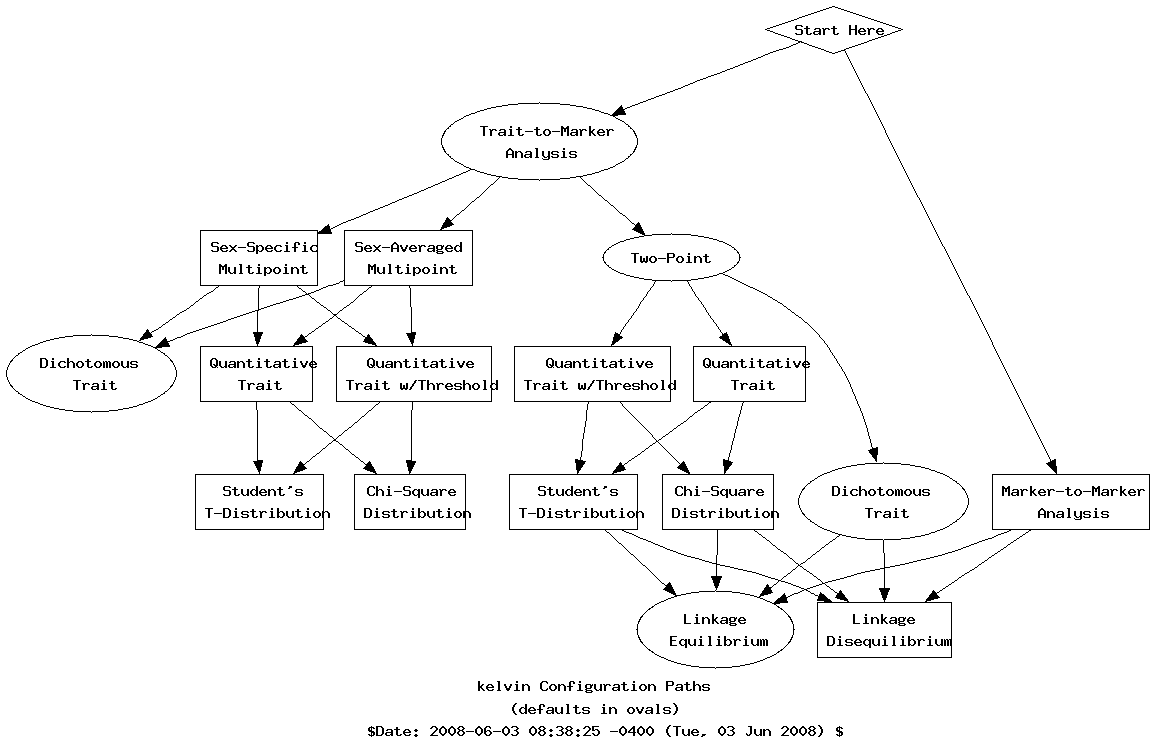 Start Here
Trait-to-Marker
Analysis
Sex-Specific
Multipoint
Sex-Averaged
Multipoint
Two-Point
Dichotomous
Trait
Quantitative
Trait
Quantitative
Trait w/Threshold
Quantitative
Trait w/Threshold
Quantitative
Trait
Student's
T-Distribution
Chi-Square
Distribution
Student's
T-Distribution
Chi-Square
Distribution
Dichotomous
Trait
Marker-to-Marker
Analysis
Linkage
Equilibrium
Linkage
Disequilibrium
kelvin Configuration Paths
(defaults in ovals)
$Date: 2008-06-03 08:38:25 -0400 (Tue, 03 Jun 2008) $